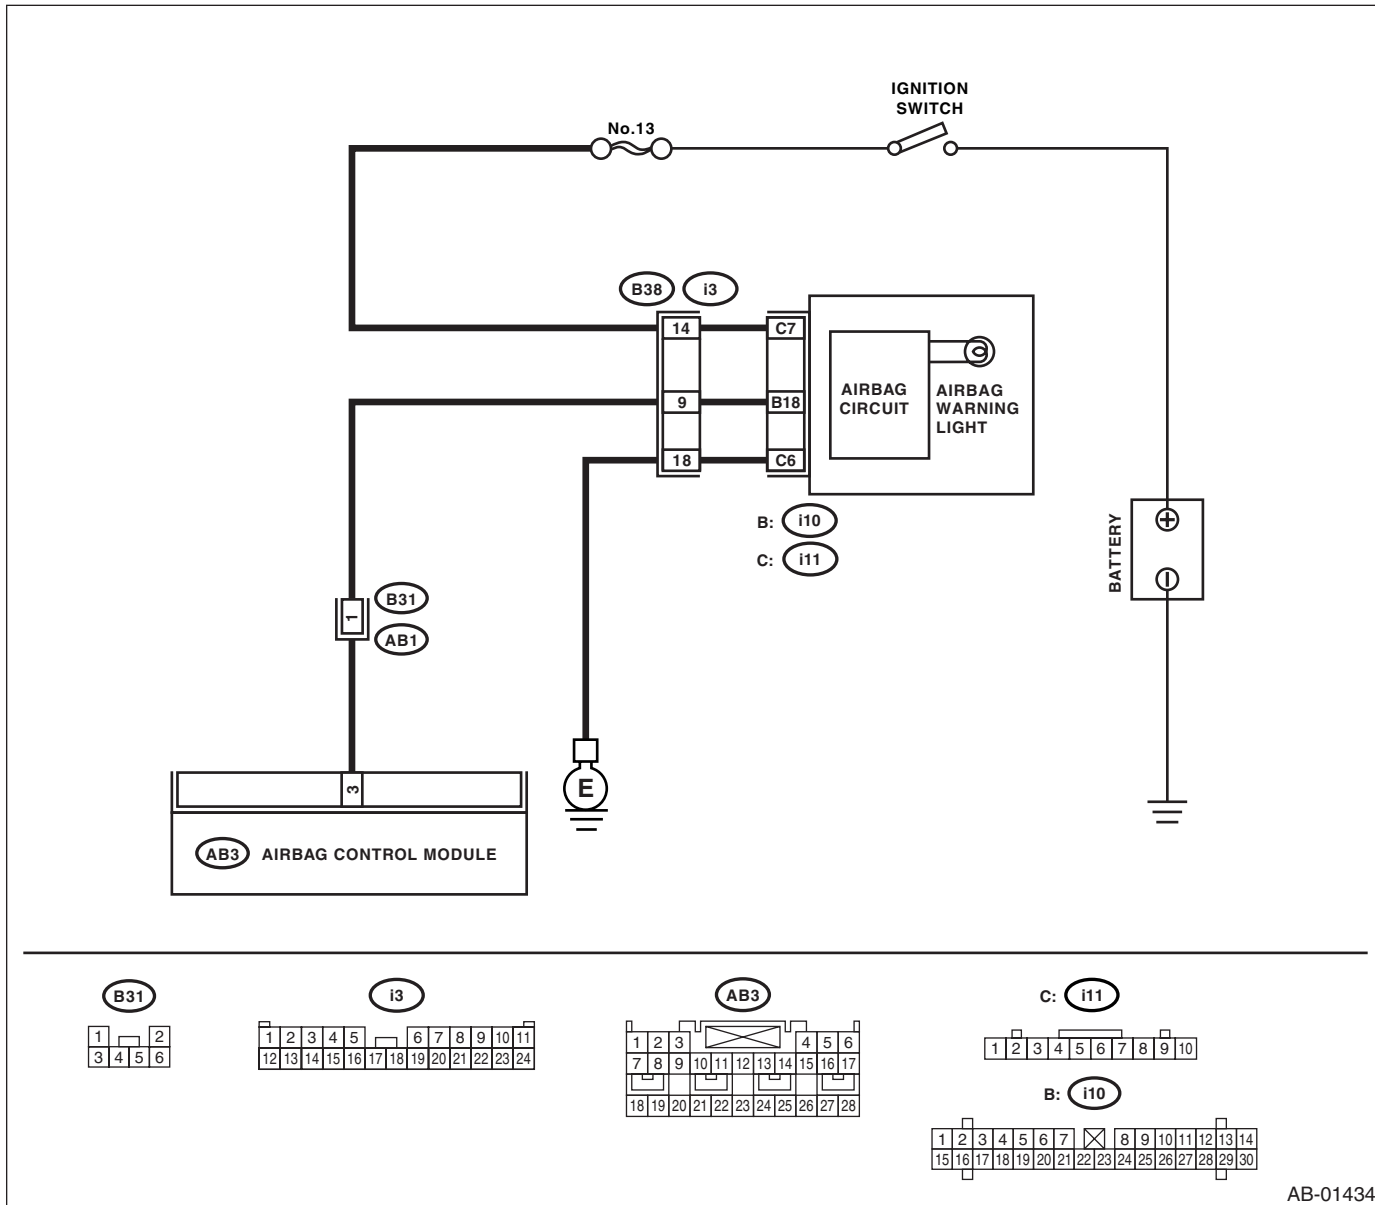 IGNITION
SWITCH
No.13
B38 i3
14 C7
9 B18
18 C6
AIRBAG
CIRCUIT
AIRBAG
WARNING
LIGHT
B: i10
C: i11
BATTERY
+
−
1
B31
AB1
3
AB3 AIRBAG CONTROL MODULE
E
B31
1 2
3 4 5 6
i3
1 2 3 4 5 6 7 8 9 10 11
12 13 14 15 16 17 18 19 20 21 22 23 24
AB3
1 2 3 4 5 6
7 8 9 10 11 12 13 14 15 16 17
18 19 20 21 22 23 24 25 26 27 28
C: i11
1 2 3 4 5 6 7 8 9 10
B: i10
1 2 3 4 5 6 7 8 9 10 11 12 13 14
15 16 17 18 19 20 21 22 23 24 25 26 27 28 29 30
AB-01434